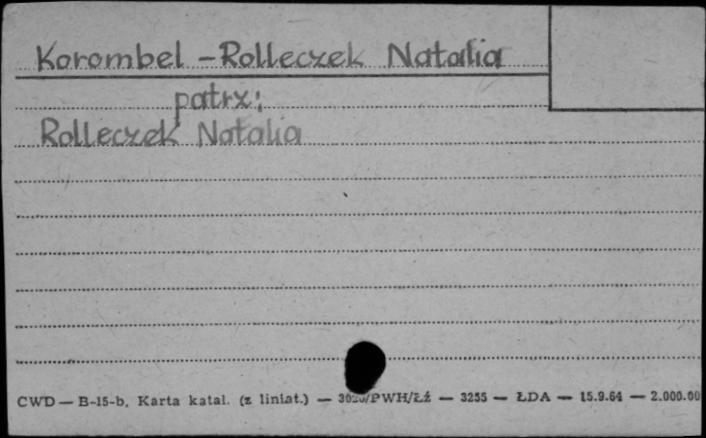 Korombel - Rolleczek Natalia
patrz:
Rolleczek Natalia
CWD — B-15-b, Karta katal. (z liniat.) — /PWH/Łź — 3255 — ŁDA — 15.9.64 — 2.000.00